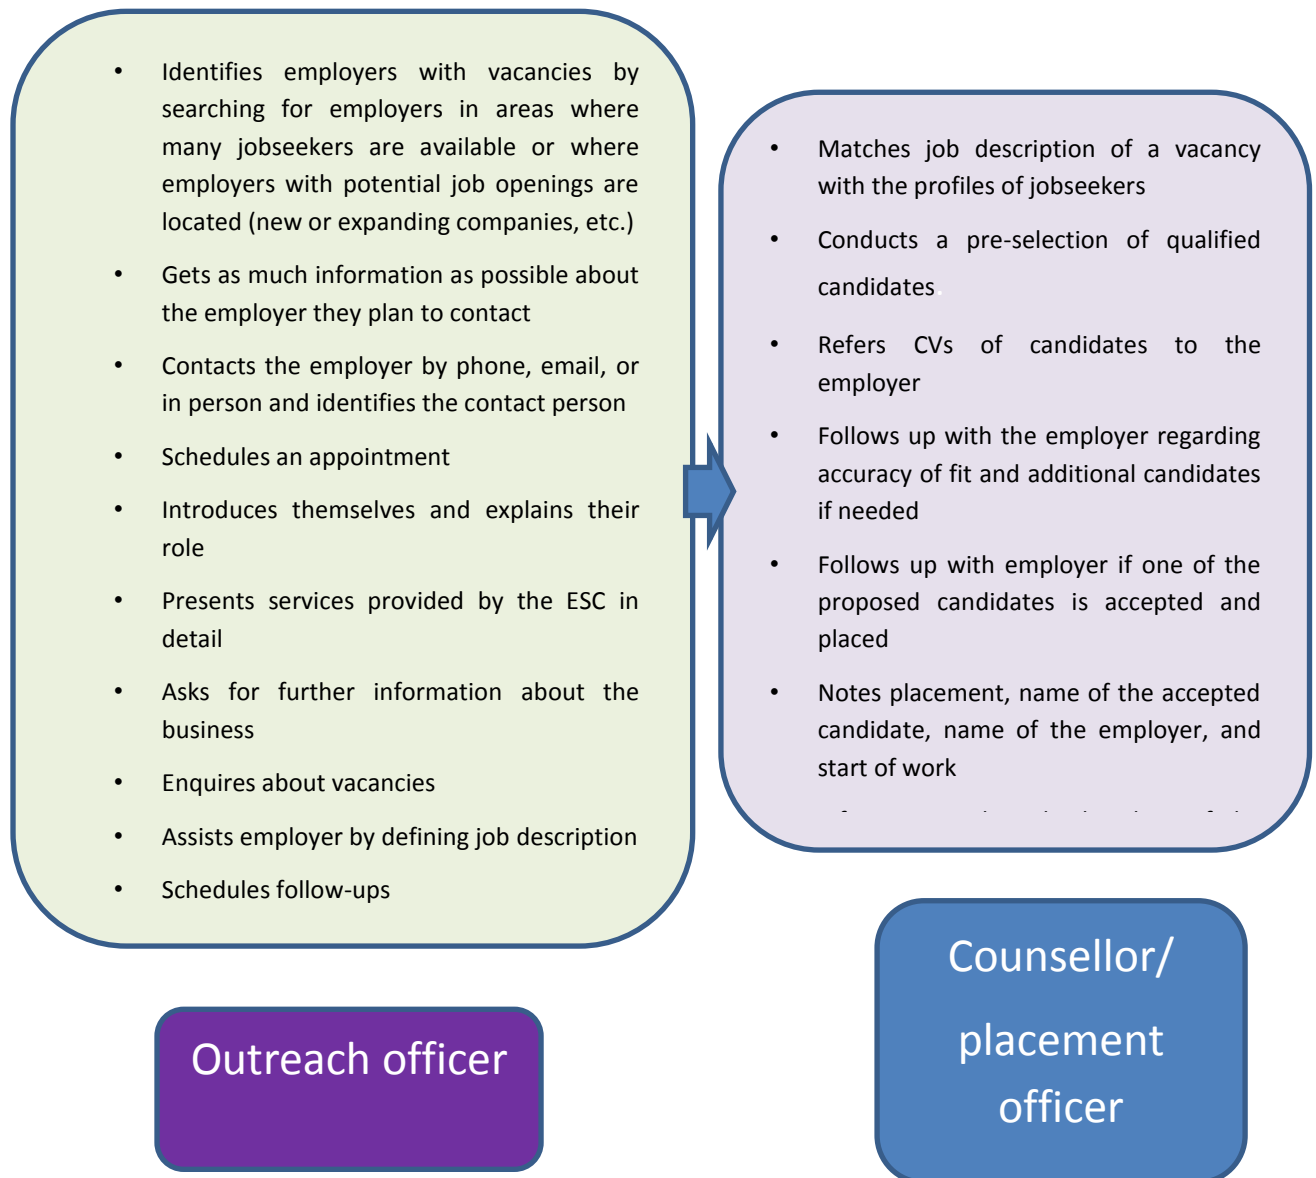 • Identifies employers with vacancies by
searching for employers in areas where
many jobseekers are available or where
employers with potential job openings are
located (new or expanding companies, etc.)
• Gets as much information as possible about
the employer they plan to contact
• Contacts the employer by phone, email, or
in person and identifies the contact person
• Schedules an appointment
• Introduces themselves and explains their
role
• Presents services provided by the ESC in
detail
• Asks for further information about the
business
• Enquires about vacancies
• Assists employer by defining job description
• Schedules follow-ups
• Matches job description of a vacancy
with the profiles of jobseekers
• Conducts a pre-selection of qualified
candidates.
• Refers CVs of candidates to the
employer
• Follows up with the employer regarding
accuracy of fit and additional candidates
if needed
• Follows up with employer if one of the
proposed candidates is accepted and
placed
• Notes placement, name of the accepted
candidate, name of the employer, and
start of work
Outreach officer
Counsellor/
placement
officer